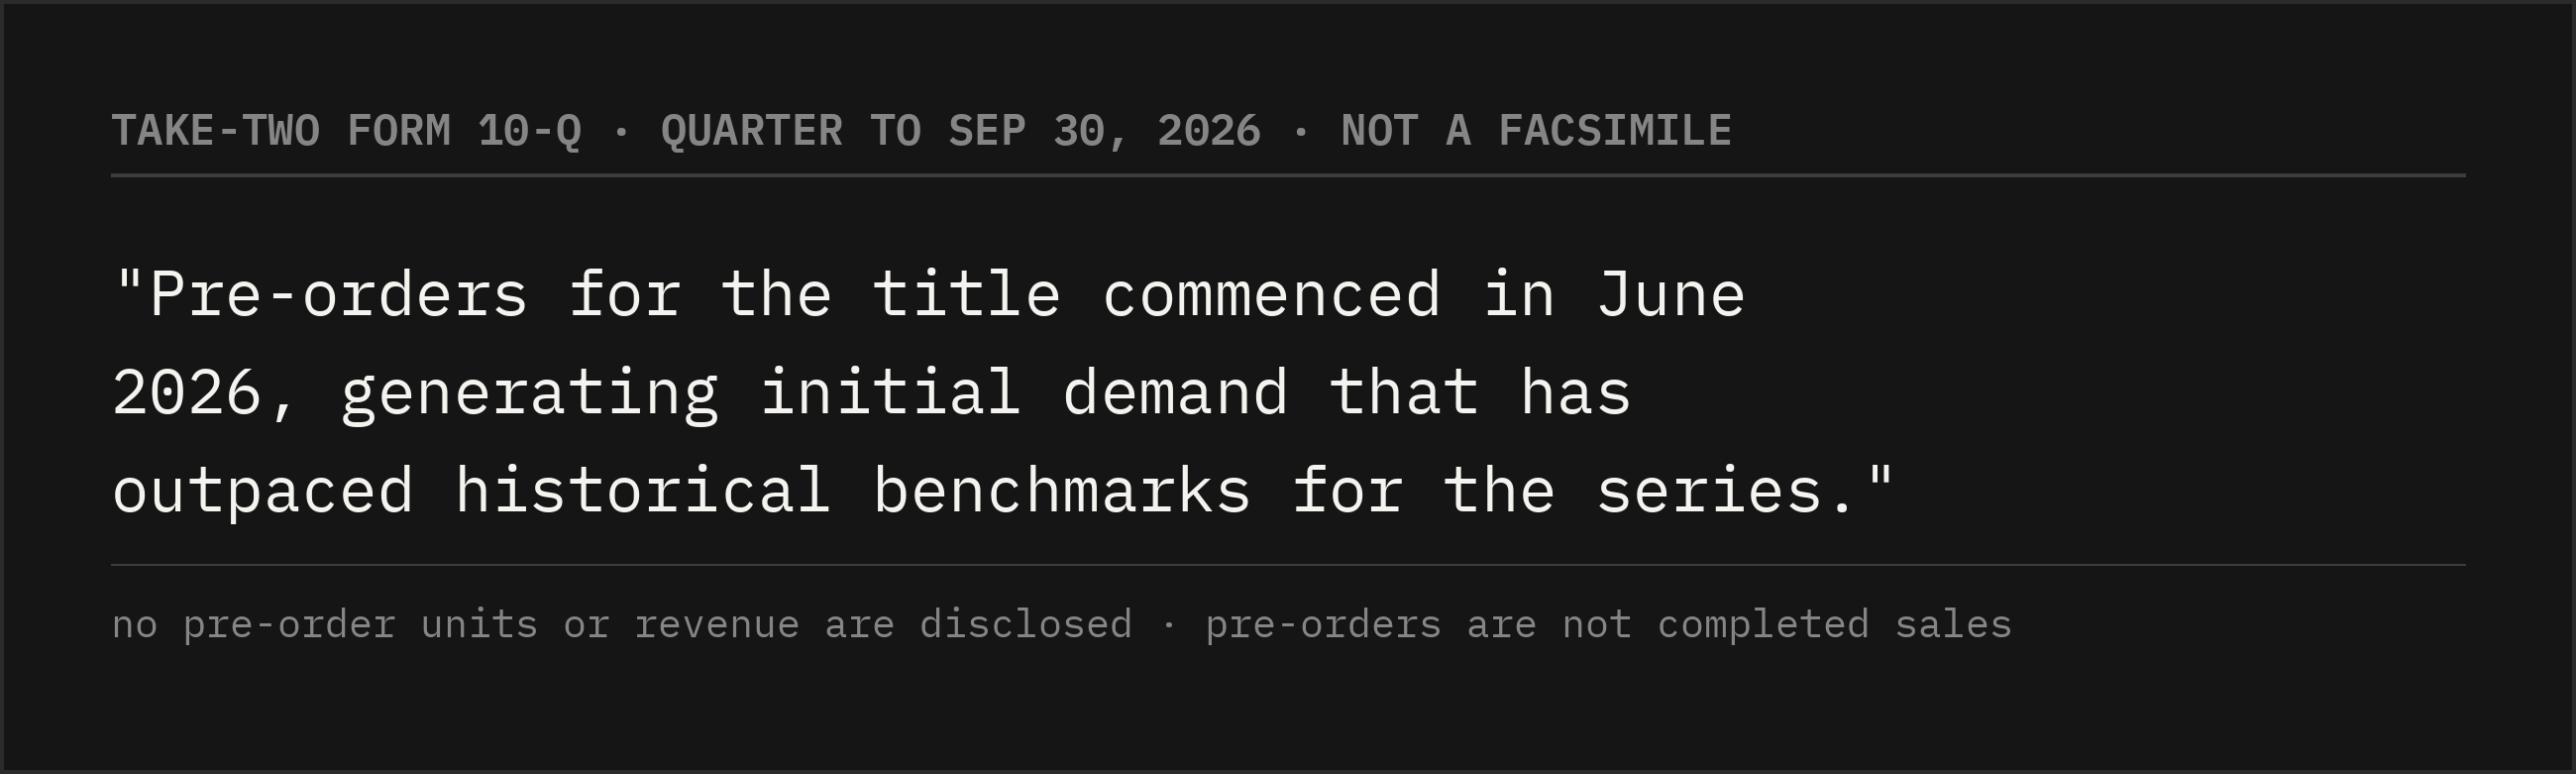 TAKE-TWO FORM 10-Q · QUARTER TO SEP 30, 2026 · NOT A FACSIMILE
"Pre-orders for the title commenced in June
2026, generating initial demand that has
outpaced historical benchmarks for the series."
no pre-order units or revenue are disclosed · pre-orders are not completed sales